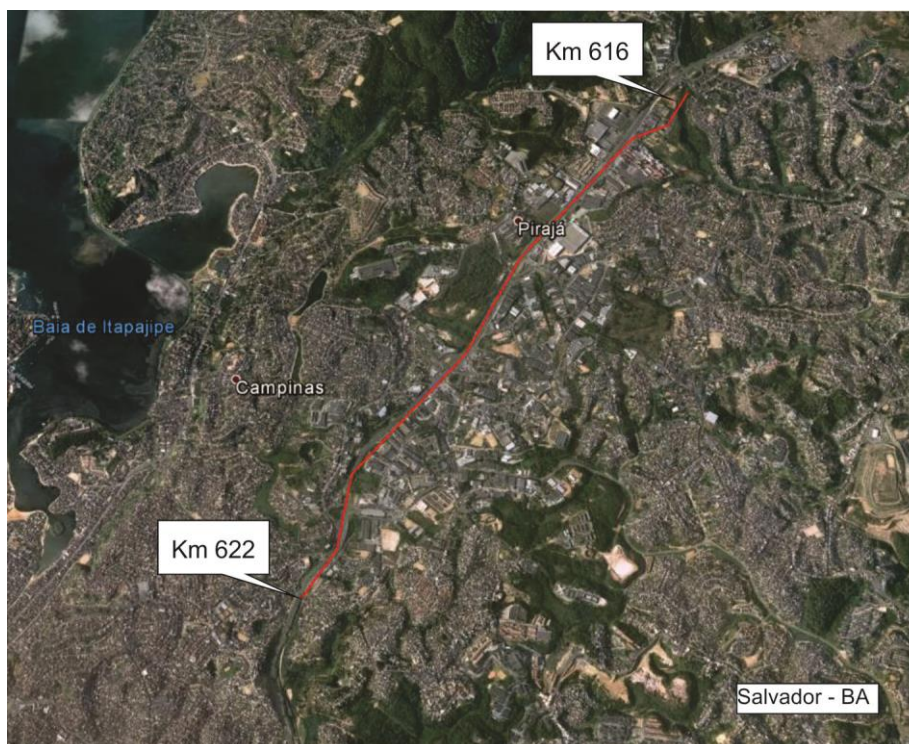 Km 616
Pirajá
Baia de Itapajipe
Campinas
Km 622
Salvador - BA